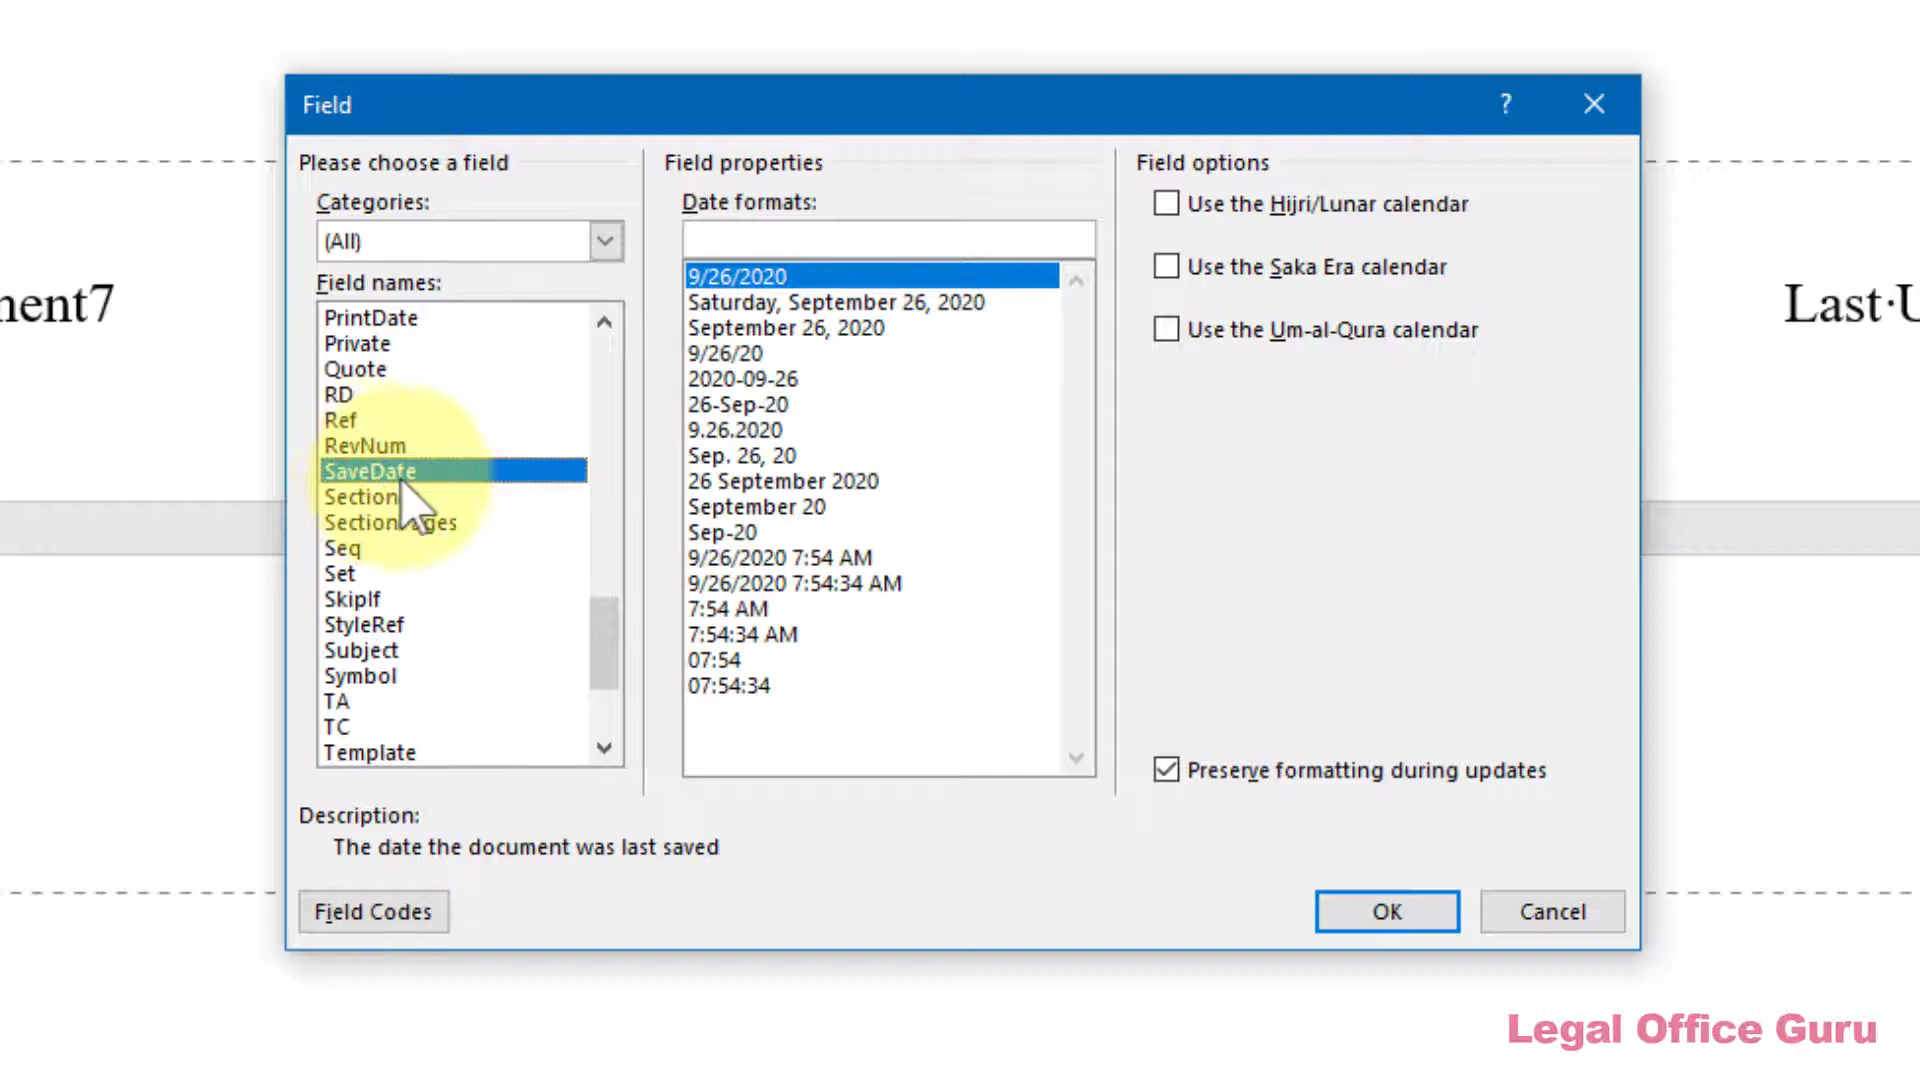 Field
?
Please choose a field
Categories:
(All)
Field names:
PrintDate
Private
Quote
RD
Ref
RevNum
SaveDate
Section
Seq
Set
SkipIf
StyleRef
Subject
Symbol
TA
TC
Template
Field properties
Date formats:
9/26/2020
Saturday, September 26, 2020
September 26, 2020
9/26/20
2020-09-26
26-Sep-20
9.26.2020
Sep. 26, 20
26 September 2020
September 20
Sep-20
9/26/2020 7:54 AM
9/26/2020 7:54:34 AM
7:54 AM
7:54:34 AM
07:54
07:54:34
Field options
Use the Hijri/Lunar calendar
Use the Saka Era calendar
Use the Um-al-Qura calendar
Preserve formatting during updates
Description:
The date the document was last saved
Field Codes
OK
Cancel
ment7
Last·U
Legal Office Guru